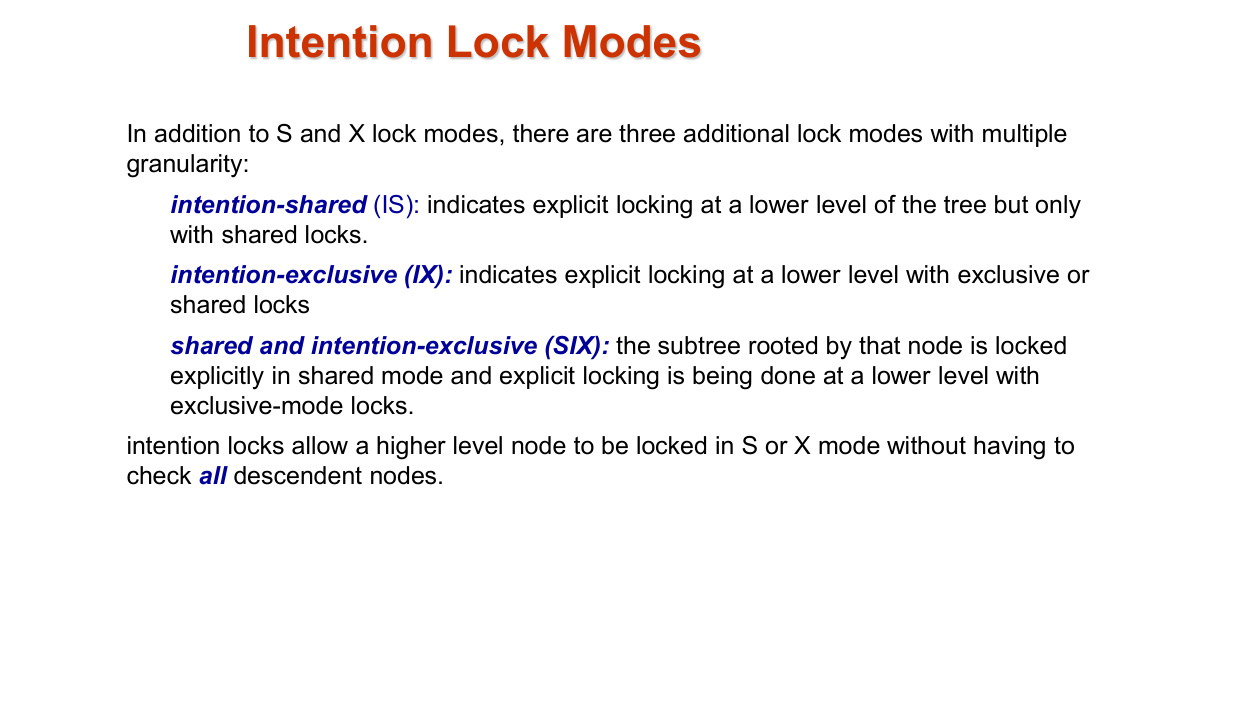 Intention Lock Modes
In addition to S and X lock modes, there are three additional lock modes with multiple
granularity:
intention-shared (IS): indicates explicit locking at a lower level of the tree but only
with shared locks.
intention-exclusive (IX): indicates explicit locking at a lower level with exclusive or
shared locks
shared and intention-exclusive (SIX): the subtree rooted by that node is locked
explicitly in shared mode and explicit locking is being done at a lower level with
exclusive-mode locks.
intention locks allow a higher level node to be locked in S or X mode without having to
check all descendent nodes.